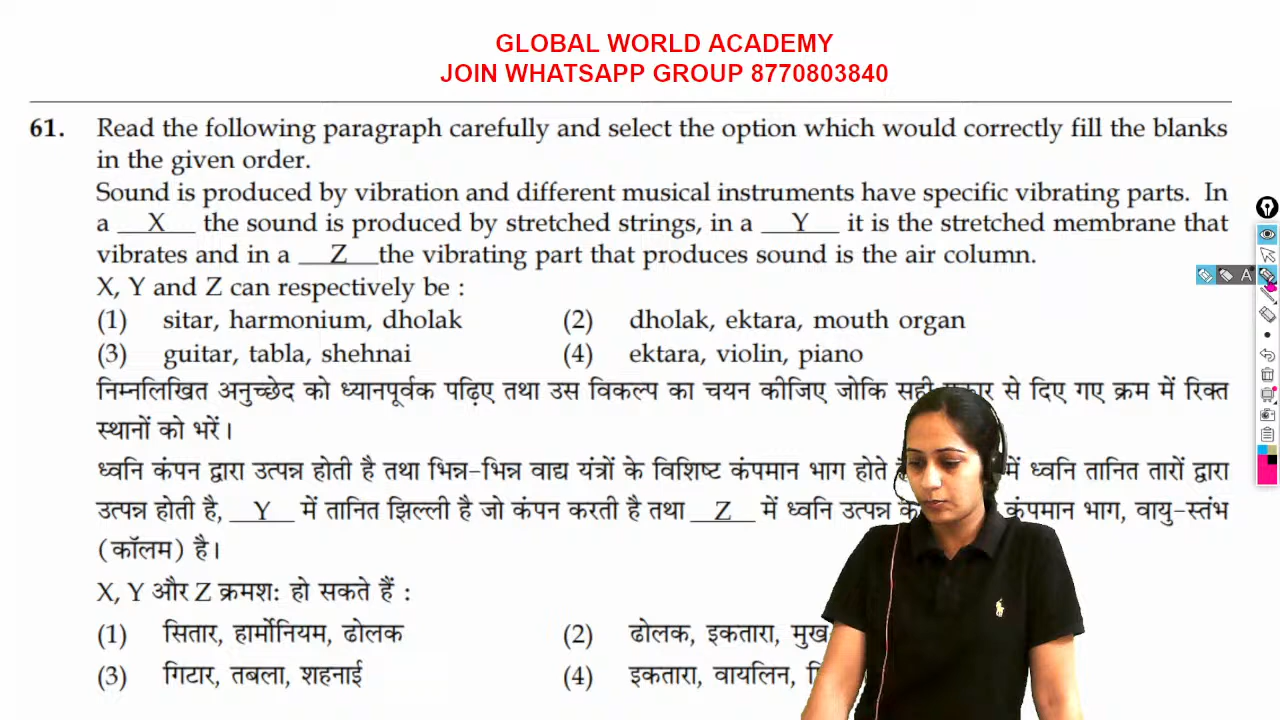 GLOBAL WORLD ACADEMY
JOIN WHATSAPP GROUP 8770803840
61. Read the following paragraph carefully and select the option which would correctly fill the blanks
in the given order.
Sound is produced by vibration and different musical instruments have specific vibrating parts. In
a X the sound is produced by stretched strings, in a Y it is the stretched membrane that
vibrates and in a Z the vibrating part that produces sound is the air column.
X, Y and Z can respectively be :
(1) sitar, harmonium, dholak (2) dholak, ektara, mouth organ
(3) guitar, tabla, shehnai (4) ektara, violin, piano
निम्नलिखित अनुच्छेद को ध्यानपूर्वक पढ़िए तथा उस विकल्प का चयन कीजिए जोकि सही से दिए गए क्रम में रिक्त
स्थानों को भरें।
ध्वनि कंपन द्वारा उत्पन्न होती है तथा भिन्न-भिन्न वाद्य यंत्रों के विशिष्ट कंपमान भाग होते में ध्वनि तानित तारों द्वारा
उत्पन्न होती है, Y में तानित झिल्ली है जो कंपन करती है तथा Z में ध्वनि उत्पन्न कंपमान भाग, वायु-स्तंभ
(कॉलम) है।
X, Y और Z क्रमशः हो सकते हैं :
(1) सितार, हार्मोनियम, ढोलक (2) ढोलक, इकतारा,
(3) गिटार, तबला, शहनाई (4) इकतारा, वायलिन,
A